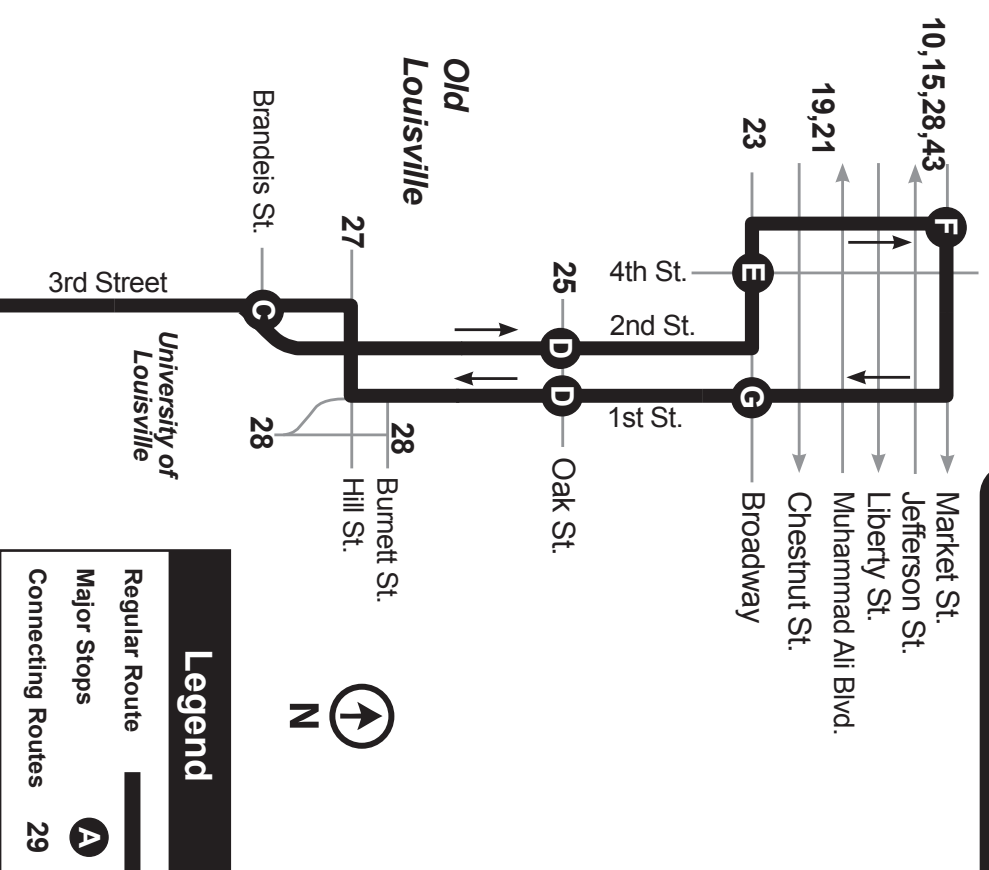 10,15,28,43
19,21
23
Old
Louisville
Brandeis St.
27
3rd Street
25
4th St.
2nd St.
1st St.
F
E
C
D
D
G
University of
Louisville
28
28
Market St.
Jefferson St.
Liberty St.
Muhammad Ali Blvd.
Chestnut St.
Broadway
Oak St.
Burnett St.
Hill St.
N
Legend
Regular Route
Major Stops A
Connecting Routes 29